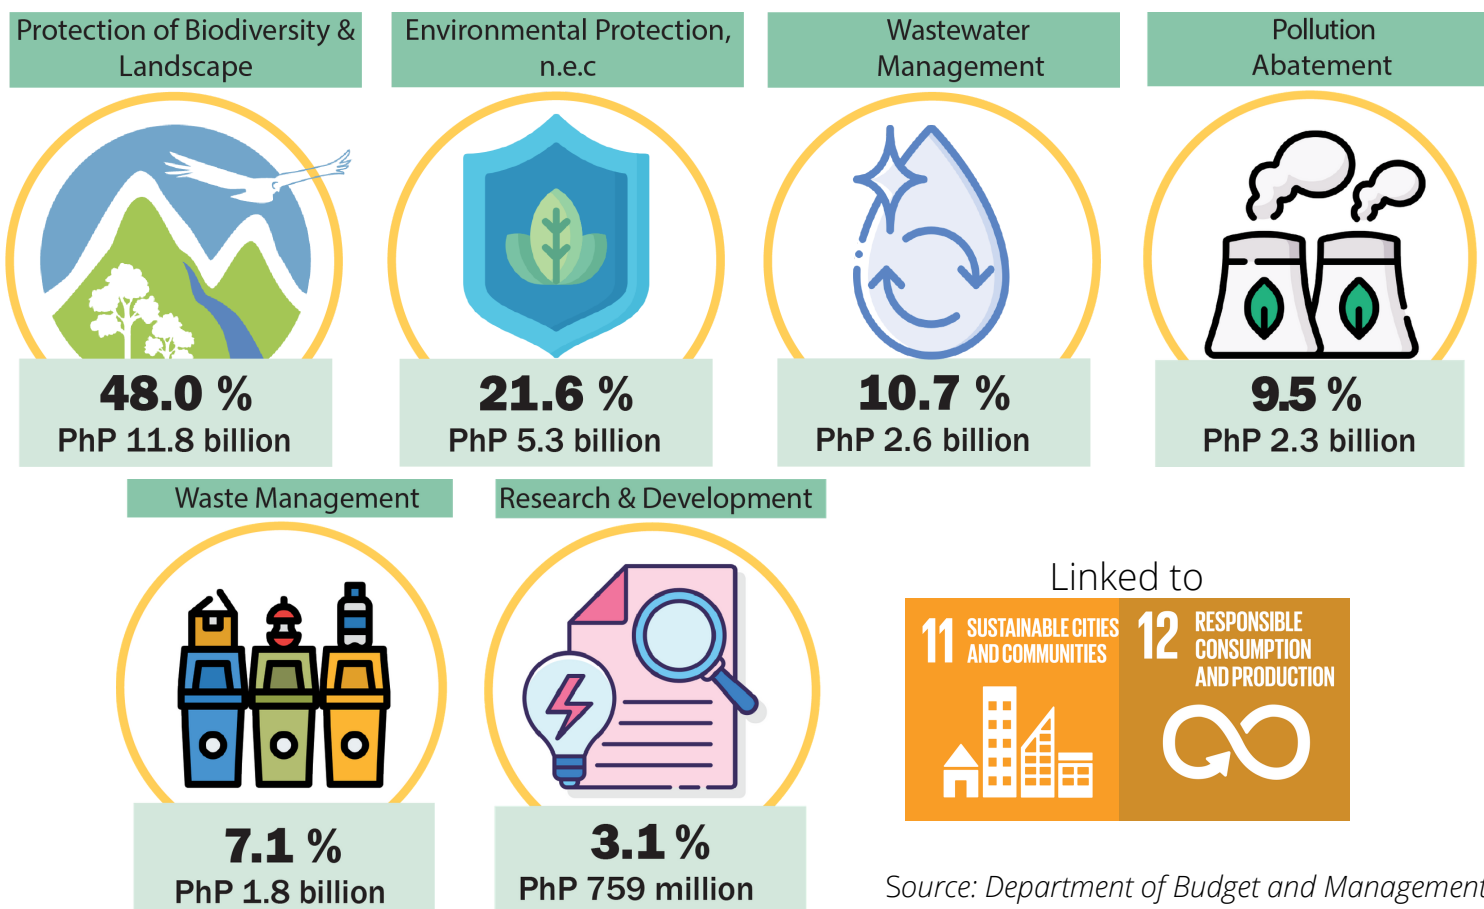 Protection of Biodiversity &
Landscape
Environmental Protection,
n.e.c
Wastewater
Management
Pollution
Abatement
48.0 %
PhP 11.8 billion
21.6 %
PhP 5.3 billion
10.7 %
PhP 2.6 billion
9.5 %
PhP 2.3 billion
Waste Management
Research & Development
7.1 %
PhP 1.8 billion
3.1 %
PhP 759 million
Linked to
11 SUSTAINABLE CITIES
AND COMMUNITIES
12 RESPONSIBLE
CONSUMPTION
AND PRODUCTION
Source: Department of Budget and Management